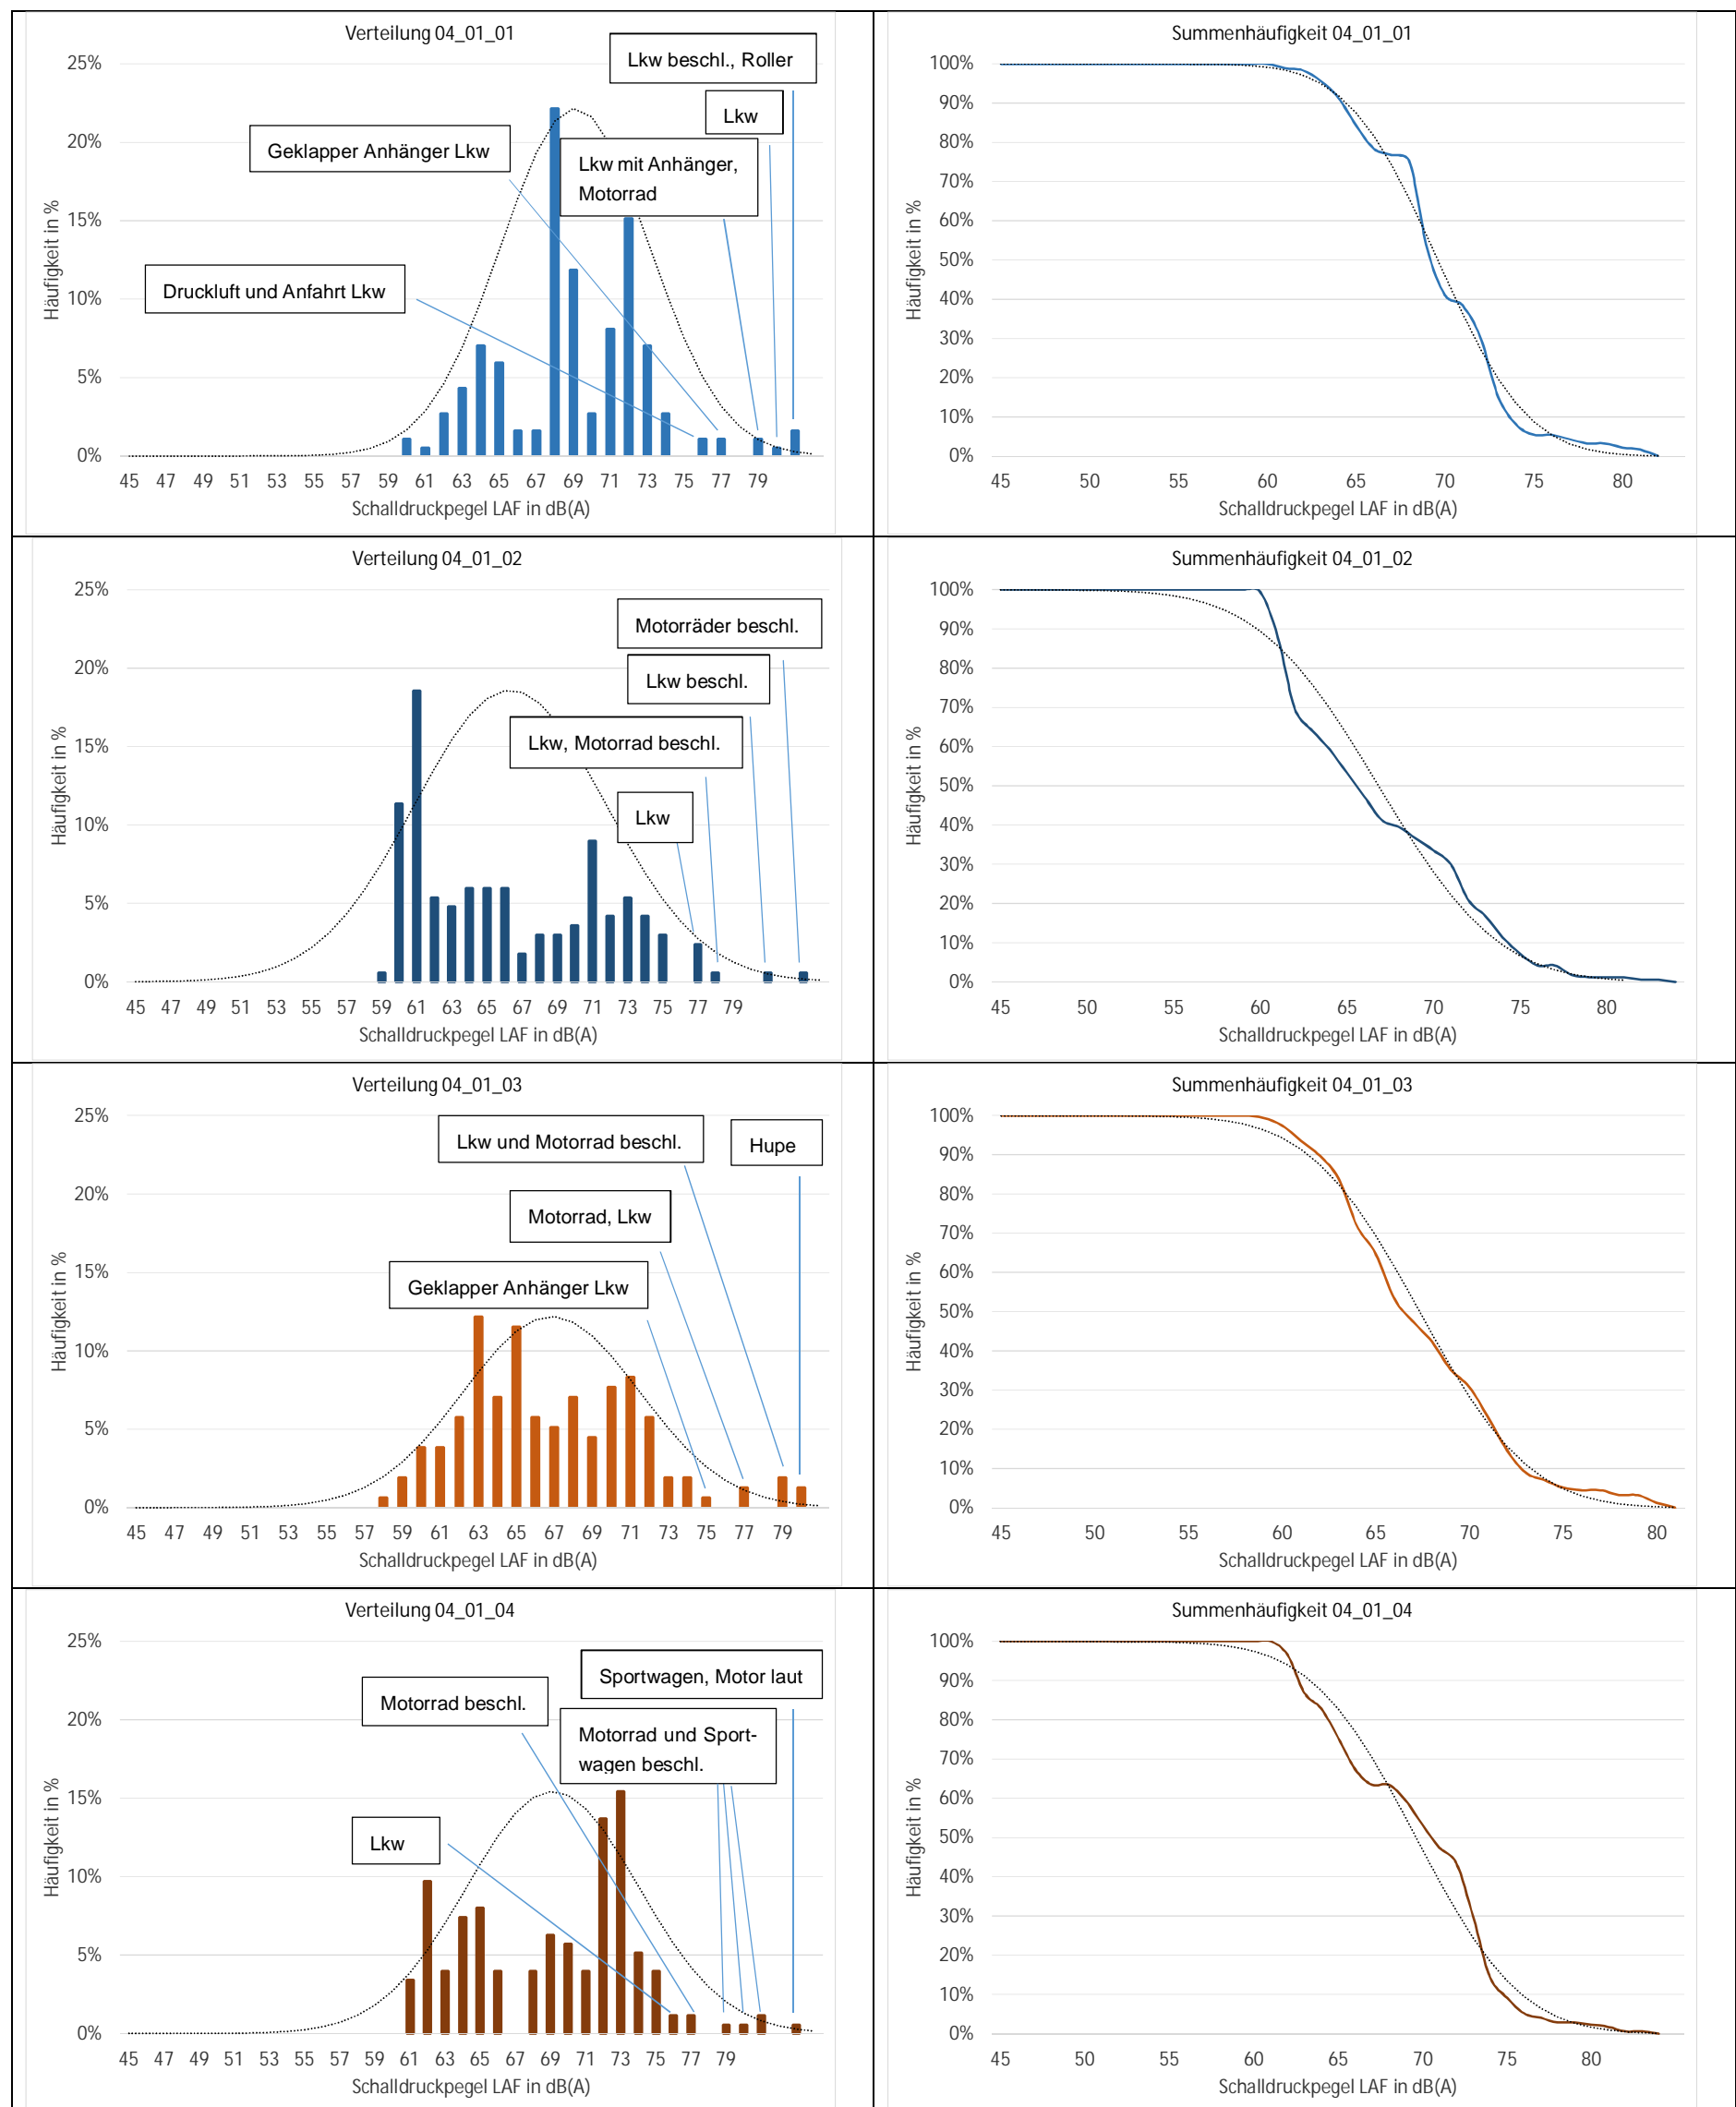 Verteilung 04_01_01
Lkw beschl., Roller
Lkw
Geklapper Anhänger Lkw
Lkw mit Anhänger,
Motorrad
Druckluft und Anfahrt Lkw
Häufigkeit in %
25%
20%
15%
10%
5%
0%
45 47 49 51 53 55 57 59 61 63 65 67 69 71 73 75 77 79
Schalldruckpegel LAF in dB(A)
Summenhäufigkeit 04_01_01
Häufigkeit in %
100%
90%
80%
70%
60%
50%
40%
30%
20%
10%
0%
45 50 55 60 65 70 75 80
Schalldruckpegel LAF in dB(A)
Verteilung 04_01_02
Motorräder beschl.
Lkw beschl.
Lkw, Motorrad beschl.
Lkw
Häufigkeit in %
25%
20%
15%
10%
5%
0%
45 47 49 51 53 55 57 59 61 63 65 67 69 71 73 75 77 79
Schalldruckpegel LAF in dB(A)
Summenhäufigkeit 04_01_02
Häufigkeit in %
100%
90%
80%
70%
60%
50%
40%
30%
20%
10%
0%
45 50 55 60 65 70 75 80
Schalldruckpegel LAF in dB(A)
Verteilung 04_01_03
Lkw und Motorrad beschl.
Hupe
Motorrad, Lkw
Geklapper Anhänger Lkw
Häufigkeit in %
25%
20%
15%
10%
5%
0%
45 47 49 51 53 55 57 59 61 63 65 67 69 71 73 75 77 79
Schalldruckpegel LAF in dB(A)
Summenhäufigkeit 04_01_03
Häufigkeit in %
100%
90%
80%
70%
60%
50%
40%
30%
20%
10%
0%
45 50 55 60 65 70 75 80
Schalldruckpegel LAF in dB(A)
Verteilung 04_01_04
Sportwagen, Motor laut
Motorrad beschl.
Motorrad und Sport-
wagen beschl.
Lkw
Häufigkeit in %
25%
20%
15%
10%
5%
0%
45 47 49 51 53 55 57 59 61 63 65 67 69 71 73 75 77 79
Schalldruckpegel LAF in dB(A)
Summenhäufigkeit 04_01_04
Häufigkeit in %
100%
90%
80%
70%
60%
50%
40%
30%
20%
10%
0%
45 50 55 60 65 70 75 80
Schalldruckpegel LAF in dB(A)